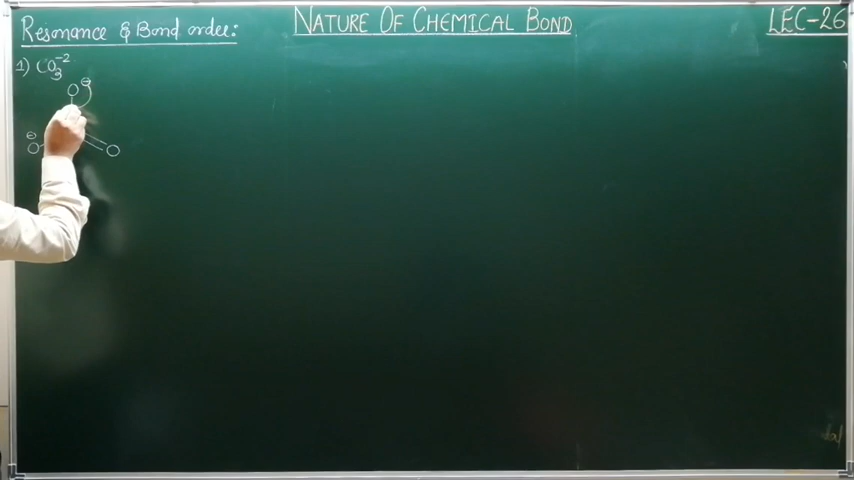 NATURE OF CHEMICAL BOND
LEC-26
Resonance & Bond order:
1) CO₃⁻²
O⊖
⊖
O O